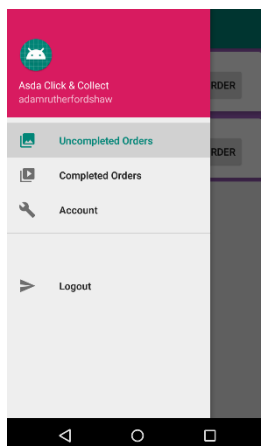 Asda Click & Collect
adamrutherfordshaw
RDER
Uncompleted Orders
RDER
Completed Orders
Account
Logout